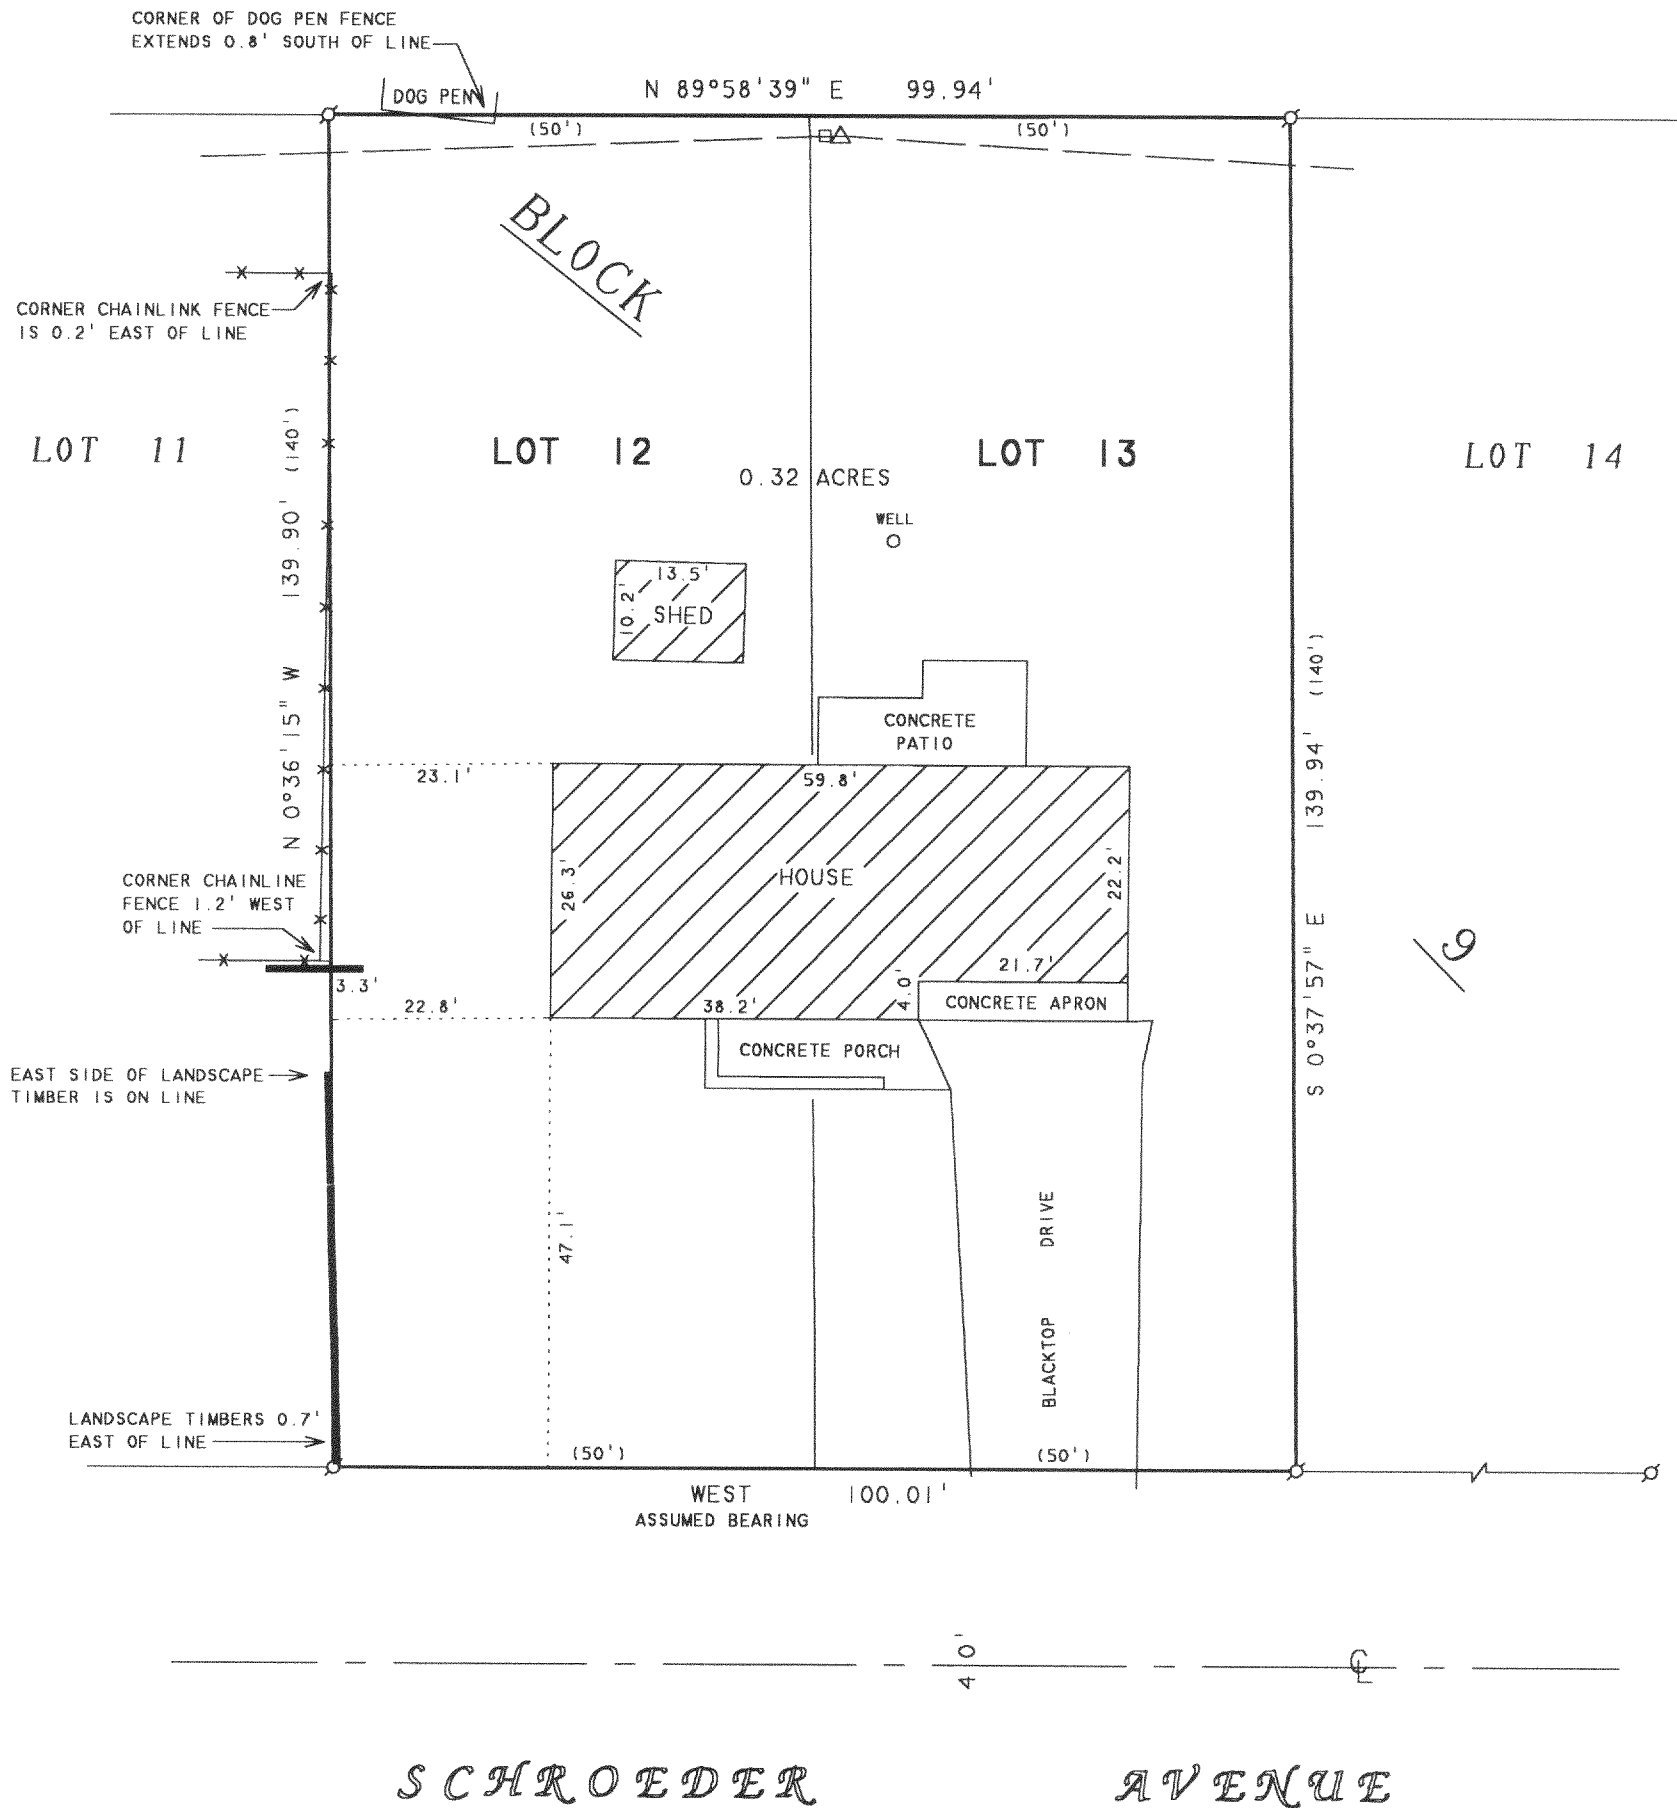 CORNER OF DOG PEN FENCE
EXTENDS 0.8' SOUTH OF LINE
DOG PEN
N 89°58'39" E 99.94'
(50')
(50')
BLOCK
CORNER CHAINLINK FENCE
IS 0.2' EAST OF LINE
LOT 11
LOT 12
LOT 13
LOT 14
0.32 ACRES
WELL
N 0°36'15" W 139.90' (140')
13.5'
10.2'
SHED
CONCRETE
PATIO
S 0°37'57" E 139.94' (140')
23.1'
59.8'
26.3'
HOUSE
22.2'
CORNER CHAINLINE
FENCE 1.2' WEST
OF LINE
9
3.3'
21.7'
4.0'
CONCRETE APRON
22.8'
38.2'
CONCRETE PORCH
EAST SIDE OF LANDSCAPE
TIMBER IS ON LINE
47.1'
BLACKTOP DRIVE
LANDSCAPE TIMBERS 0.7'
EAST OF LINE
(50')
(50')
WEST 100.01'
ASSUMED BEARING
40'
℄
SCHROEDER AVENUE